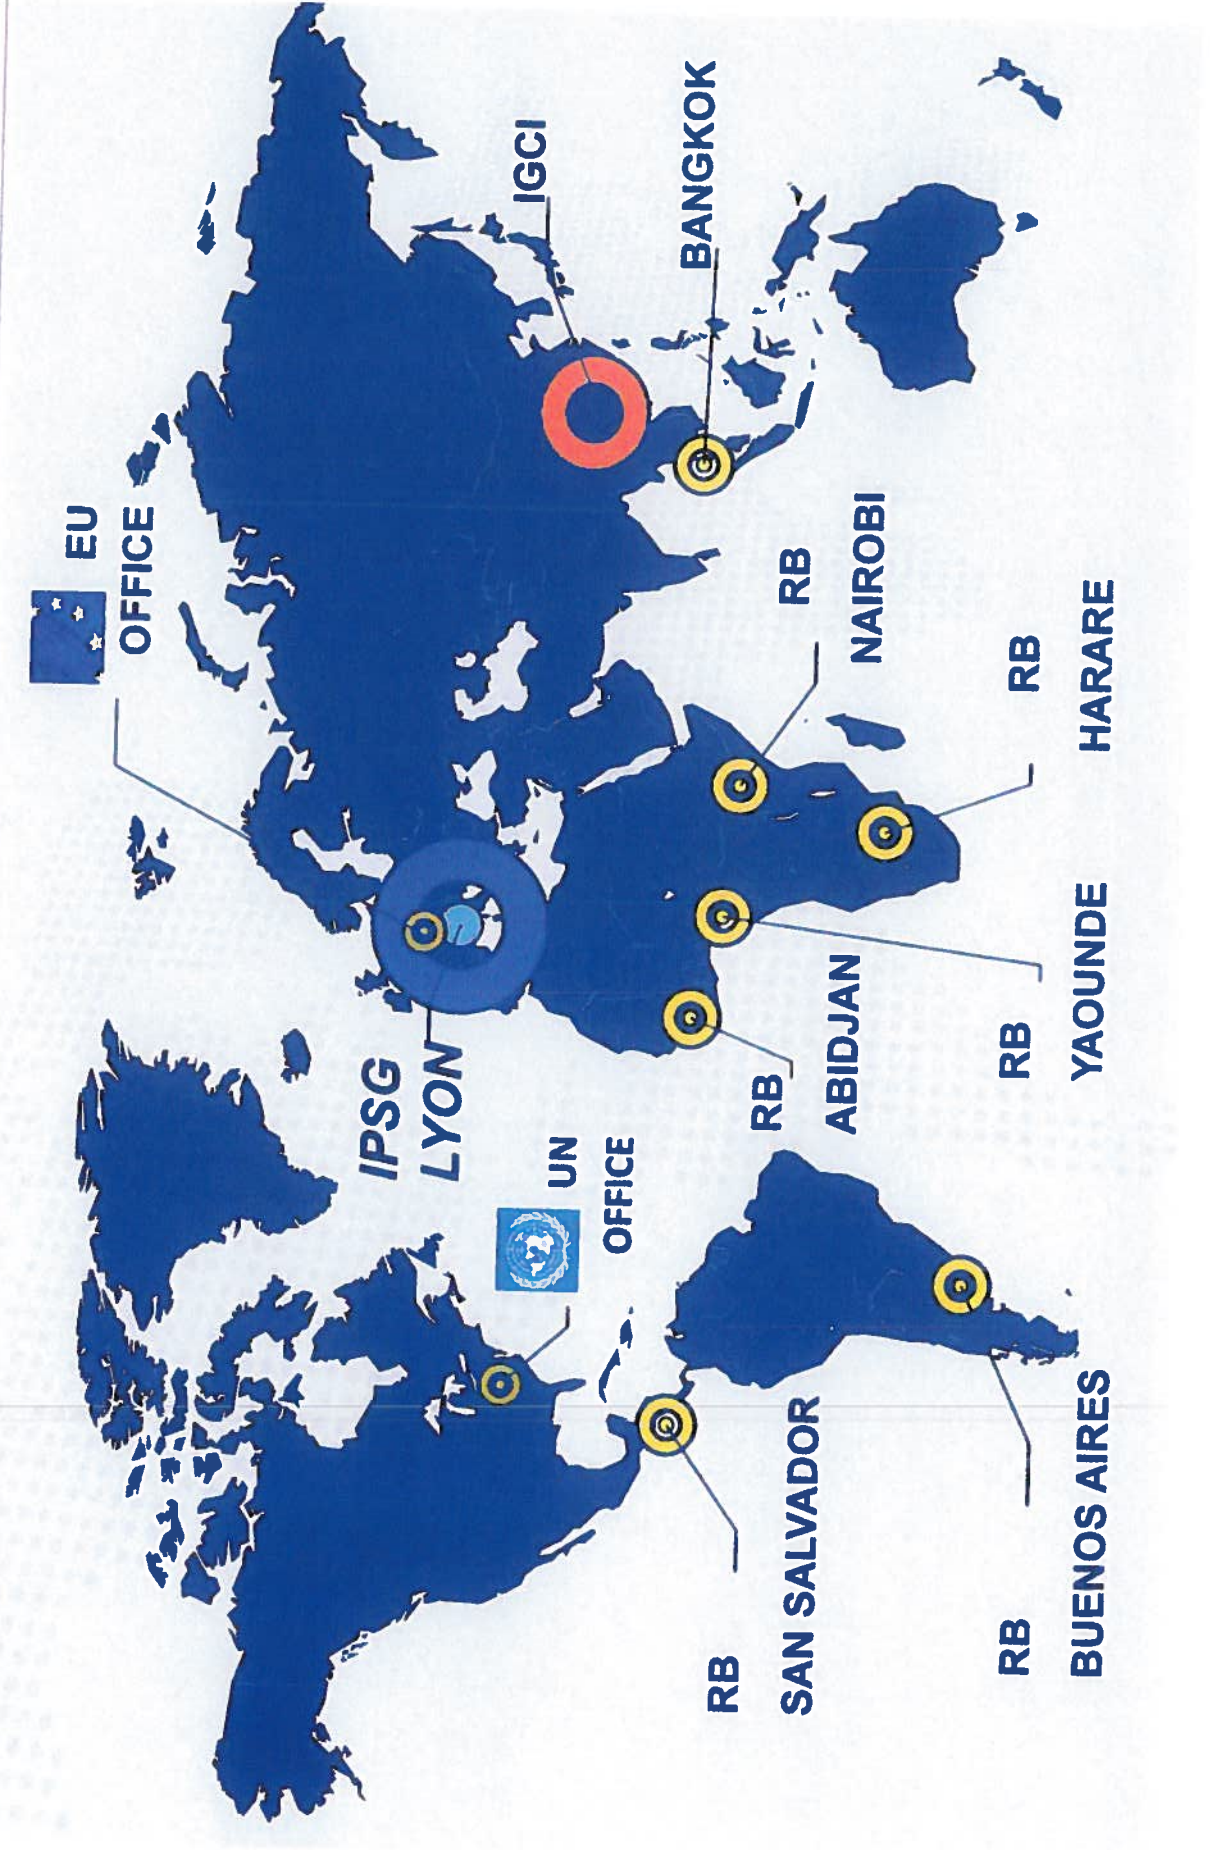 EU
OFFICE
IPSG
LYON
IGCI
UN
OFFICE
BANGKOK
RB
SAN SALVADOR
RB
ABIDJAN
RB
NAIROBI
RB
BUENOS AIRES
RB
YAOUNDE
RB
HARARE